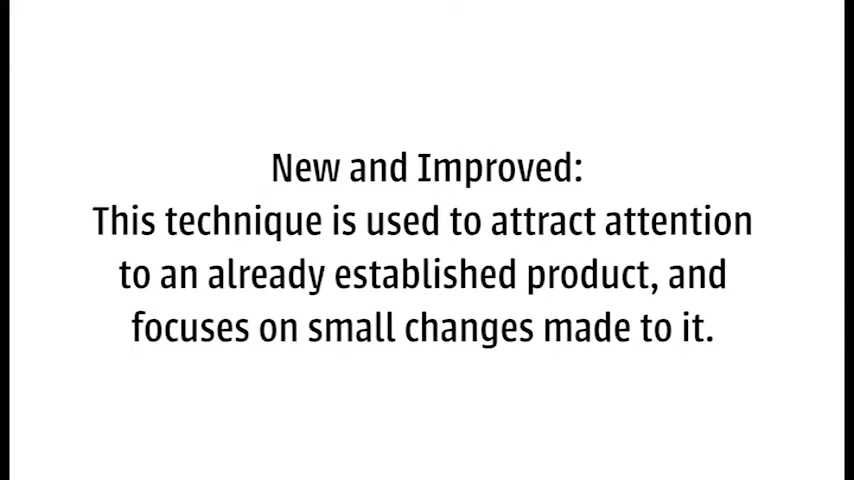 New and Improved:
This technique is used to attract attention
to an already established product, and
focuses on small changes made to it.